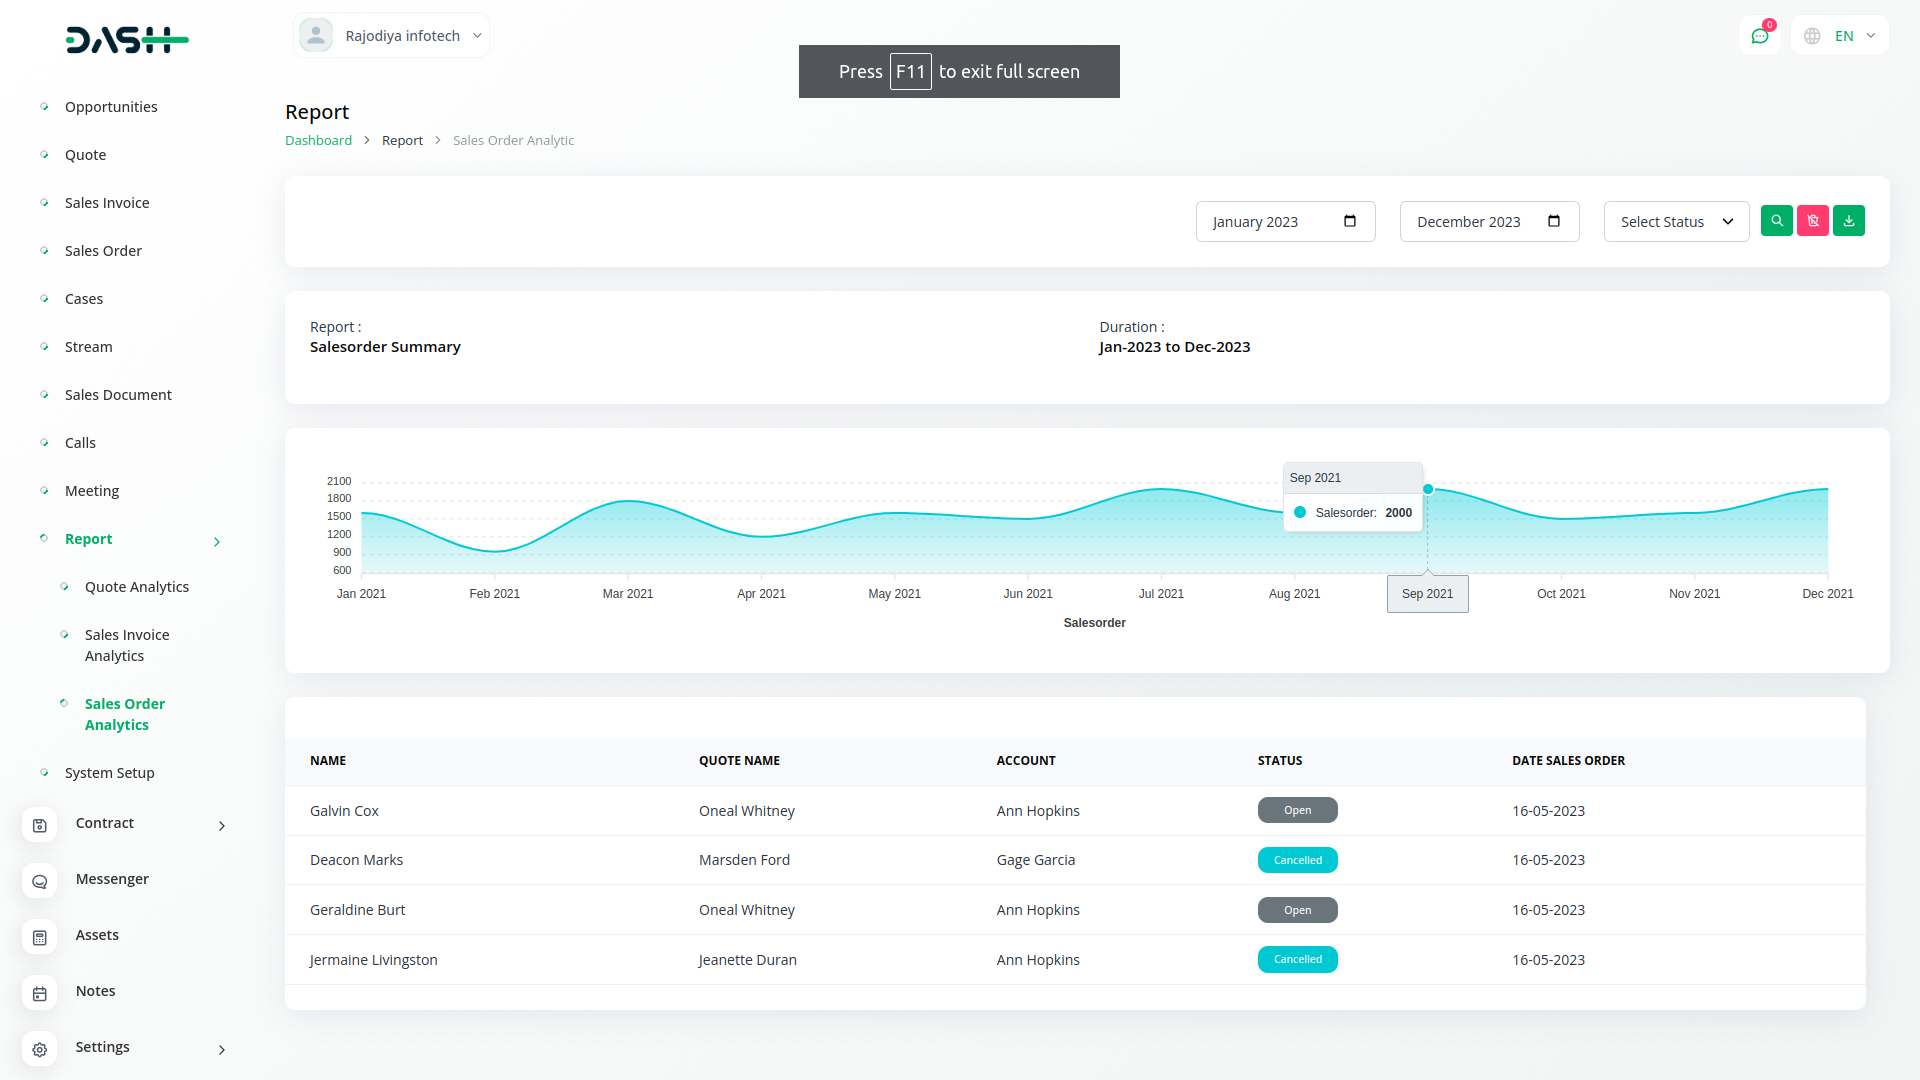 DASH
Rajodiya infotech
0
EN
Press F11 to exit full screen
Opportunities
Quote
Sales Invoice
Sales Order
Cases
Stream
Sales Document
Calls
Meeting
Report
Quote Analytics
Sales Invoice
Analytics
Sales Order
Analytics
System Setup
Contract
Messenger
Assets
Notes
Settings
Report
Dashboard > Report > Sales Order Analytic
January 2023
December 2023
Select Status
Report :
Salesorder Summary
Duration :
Jan-2023 to Dec-2023
2100
1800
1500
1200
900
600
Sep 2021
Salesorder: 2000
Jan 2021 Feb 2021 Mar 2021 Apr 2021 May 2021 Jun 2021 Jul 2021 Aug 2021 Sep 2021 Oct 2021 Nov 2021 Dec 2021
Salesorder
NAME QUOTE NAME ACCOUNT STATUS DATE SALES ORDER
Galvin Cox Oneal Whitney Ann Hopkins Open 16-05-2023
Deacon Marks Marsden Ford Gage Garcia Cancelled 16-05-2023
Geraldine Burt Oneal Whitney Ann Hopkins Open 16-05-2023
Jermaine Livingston Jeanette Duran Ann Hopkins Cancelled 16-05-2023